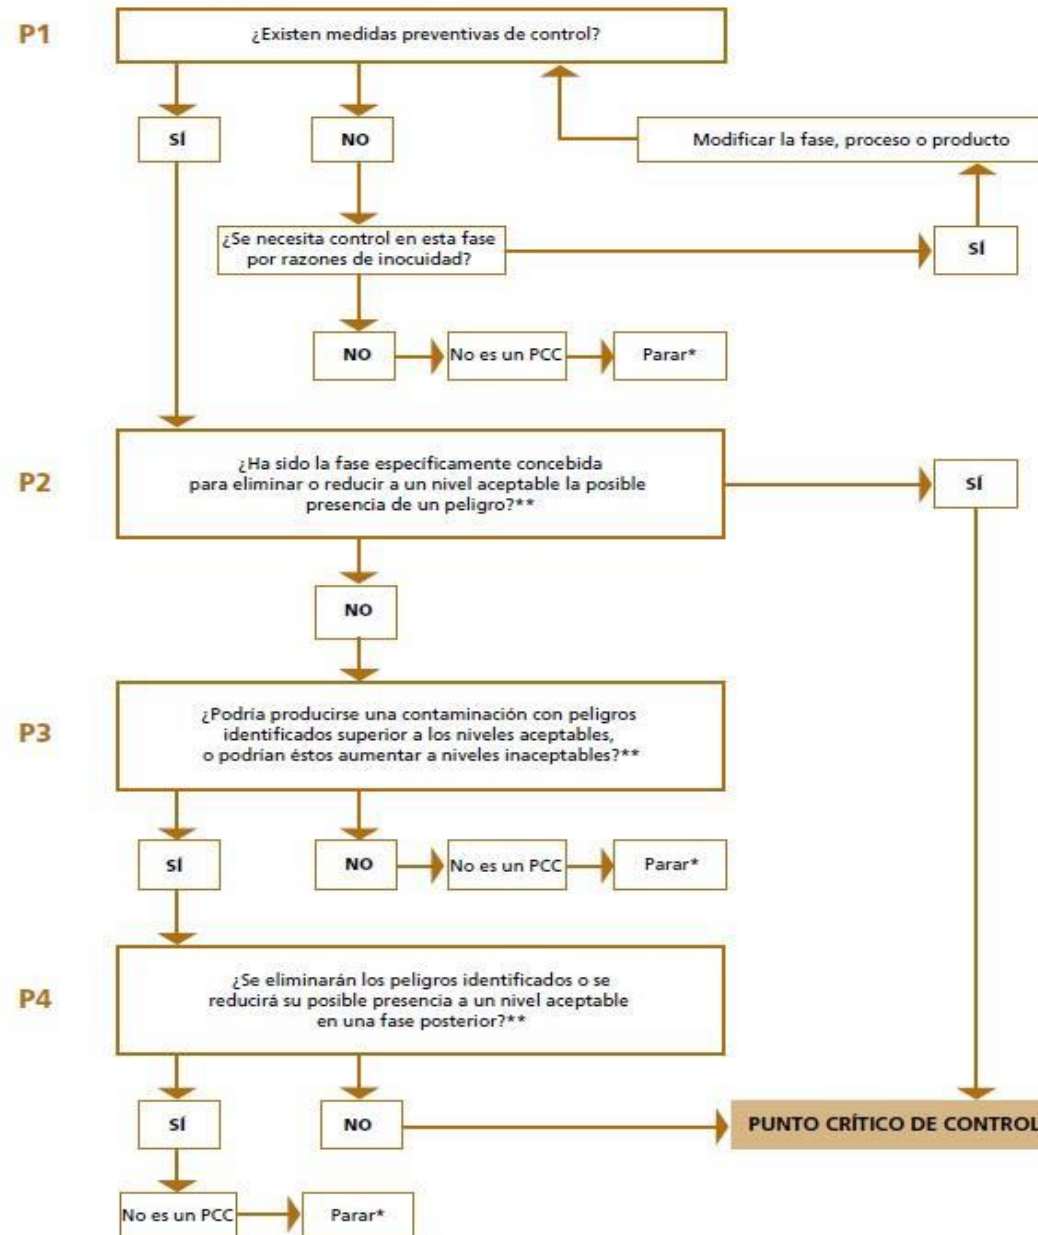 P1
¿Existen medidas preventivas de control?
SÍ
NO
Modificar la fase, proceso o producto
¿Se necesita control en esta fase
por razones de inocuidad?
SÍ
NO
No es un PCC
Parar*
P2
¿Ha sido la fase específicamente concebida
para eliminar o reducir a un nivel aceptable la posible
presencia de un peligro?**
SÍ
NO
P3
¿Podría producirse una contaminación con peligros
identificados superior a los niveles aceptables,
o podrían éstos aumentar a niveles inaceptables?**
SÍ
NO
No es un PCC
Parar*
P4
¿Se eliminarán los peligros identificados o se
reducirá su posible presencia a un nivel aceptable
en una fase posterior?**
SÍ
NO
PUNTO CRÍTICO DE CONTROL
No es un PCC
Parar*